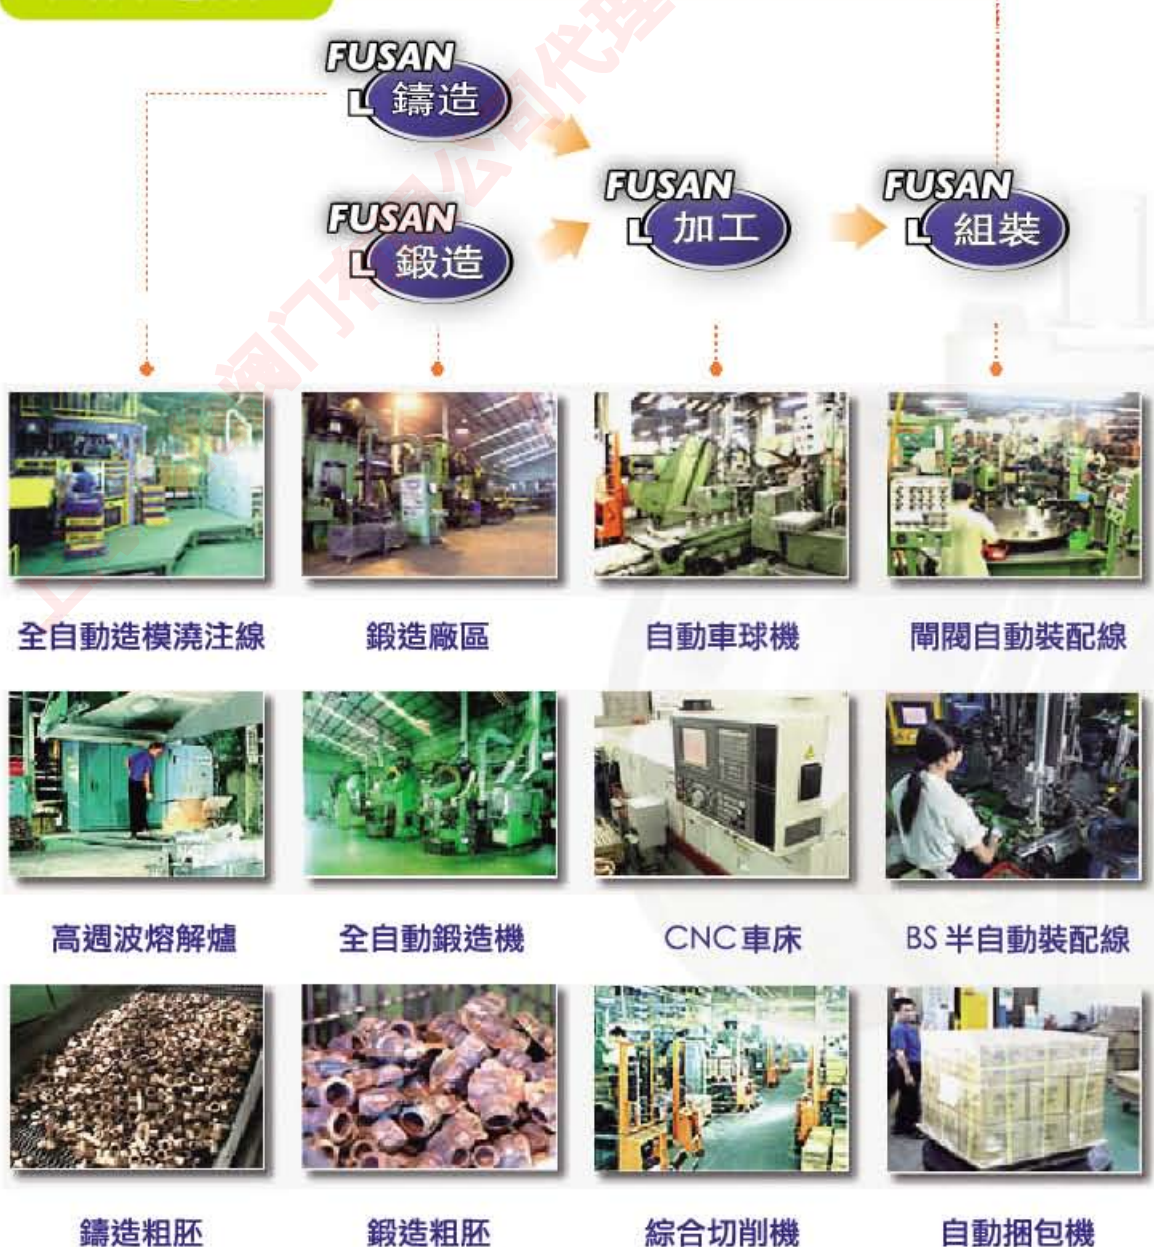 FUSAN
鑄造
FUSAN
鍛造
FUSAN
加工
FUSAN
組裝
全自動造模澆注線
鍛造廠區
自動車球機
閘閥自動裝配線
高週波熔解爐
全自動鍛造機
CNC車床
BS 半自動裝配線
鑄造粗胚
鍛造粗胚
綜合切削機
自動捆包機